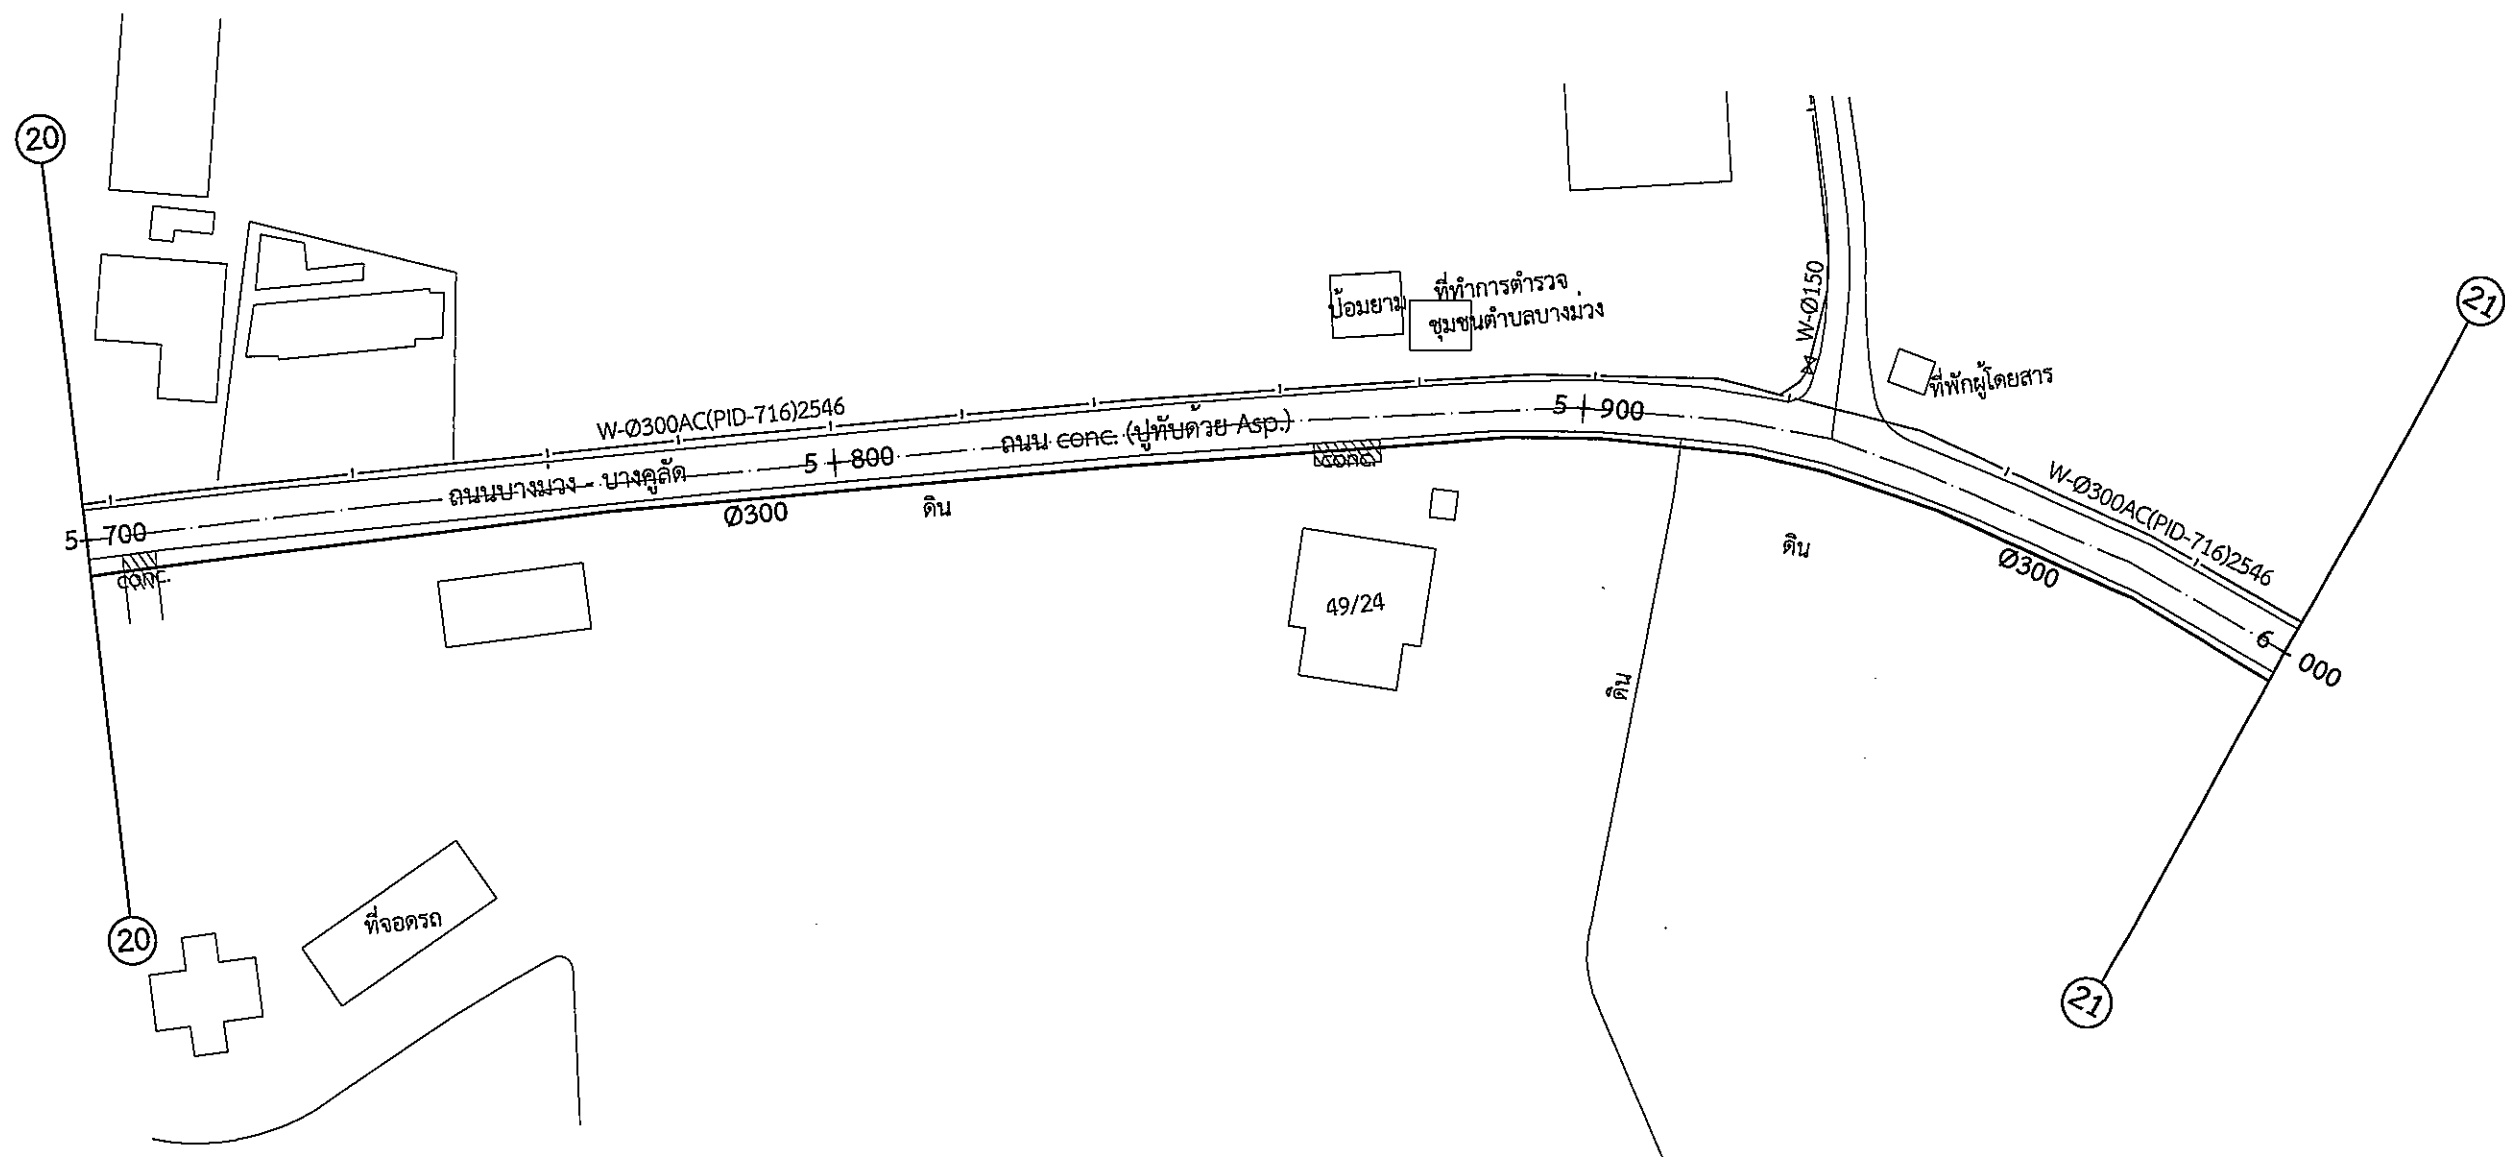 20
21
W-Ø150
ป้อมยาม
ที่ทำการตำรวจ
ชุมชนตำบลบางม่วง
ที่พักผู้โดยสาร
W-Ø300AC(PID-716)2546
5 900
ถนน conc. (ปูทับด้วย Asp.)
5 800
ถนนบางม่วง - บางคูลัด
conc.
W-Ø300AC(PID-716)2546
Ø300
ดิน
5 700
conc.
ดิน
Ø300
49/24
6 000
ดิน
ที่จอดรถ
20
21